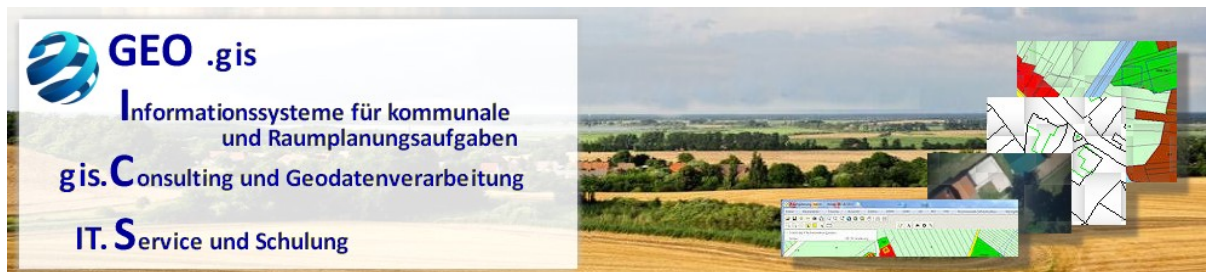 GEO .gis
Informationssysteme für kommunale
und Raumplanungsaufgaben
gis.Consulting und Geodatenverarbeitung
IT. Service und Schulung